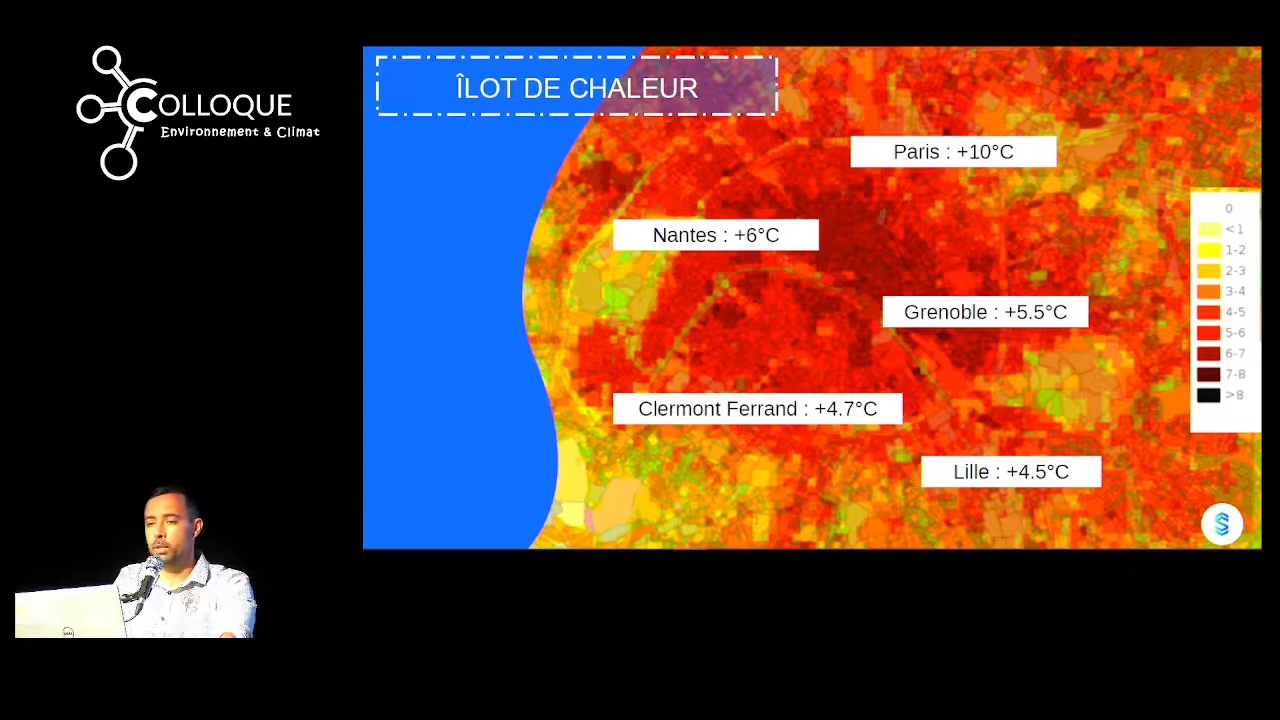 COLLOQUE
Environnement & Climat
ÎLOT DE CHALEUR
Paris : +10°C
Nantes : +6°C
Grenoble : +5.5°C
Clermont Ferrand : +4.7°C
Lille : +4.5°C
0
<1
1-2
2-3
3-4
4-5
5-6
6-7
7-8
>8
DELL